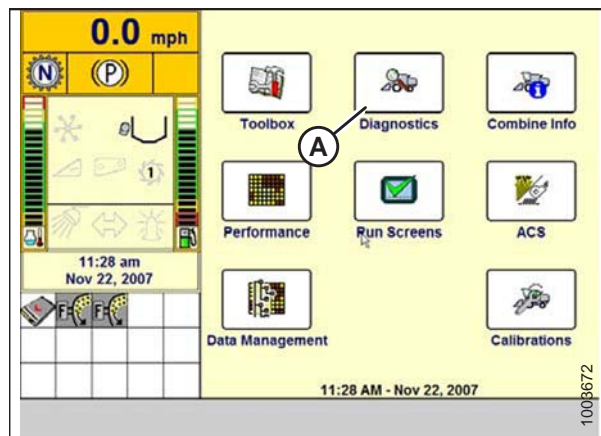 0.0 mph
N
(P)
1
11:28 am
Nov 22, 2007
F
F
Toolbox
Diagnostics
Combine Info
A
Performance
Run Screens
ACS
Data Management
Calibrations
11:28 AM - Nov 22, 2007
1003672